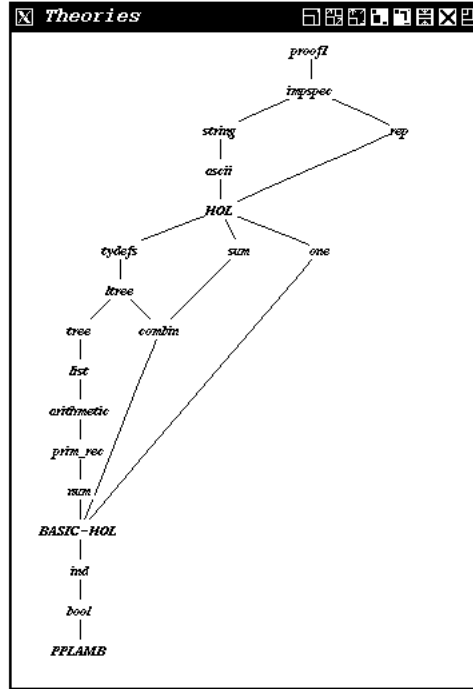 Theories
proof1
impspec
string rep
ascii
HOL
tydefs sum one
ltree
tree combin
list
arithmetic
prim_rec
num
BASIC-HOL
ind
bool
PPLAMB